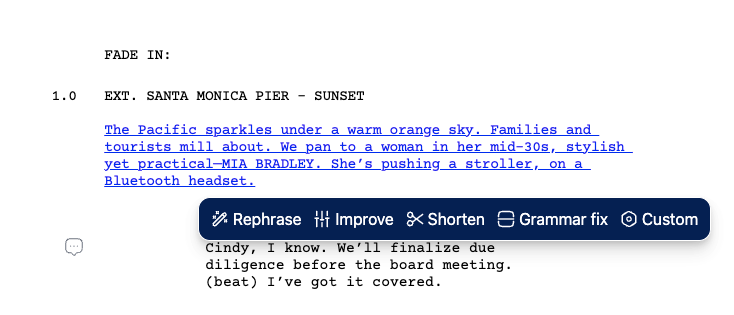 FADE IN:
1.0 EXT. SANTA MONICA PIER – SUNSET
The Pacific sparkles under a warm orange sky. Families and
tourists mill about. We pan to a woman in her mid-30s, stylish
yet practical—MIA BRADLEY. She’s pushing a stroller, on a
Bluetooth headset.
Rephrase Improve Shorten Grammar fix Custom
Cindy, I know. We’ll finalize due
diligence before the board meeting.
(beat) I’ve got it covered.